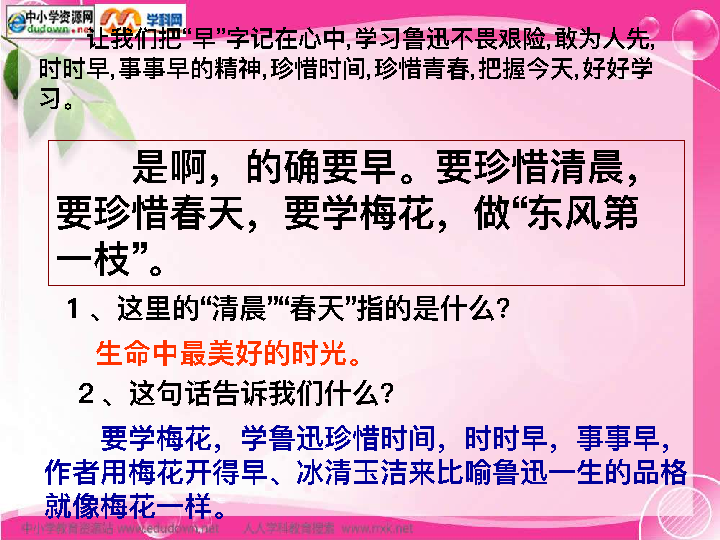 中小学资源网
edudown.net
学科网
让我们把“早”字记在心中,学习鲁迅不畏艰险,敢为人先,
时时早,事事早的精神,珍惜时间,珍惜青春,把握今天,好好学
习。
是啊，的确要早。要珍惜清晨，
要珍惜春天，要学梅花，做“东风第
一枝”。
1、这里的“清晨”“春天”指的是什么?
生命中最美好的时光。
2、这句话告诉我们什么?
要学梅花，学鲁迅珍惜时间，时时早，事事早，
作者用梅花开得早、冰清玉洁来比喻鲁迅一生的品格
就像梅花一样。
中小学教育资源站 www.edudown.net 人人学科教育搜索 www.rrxk.net